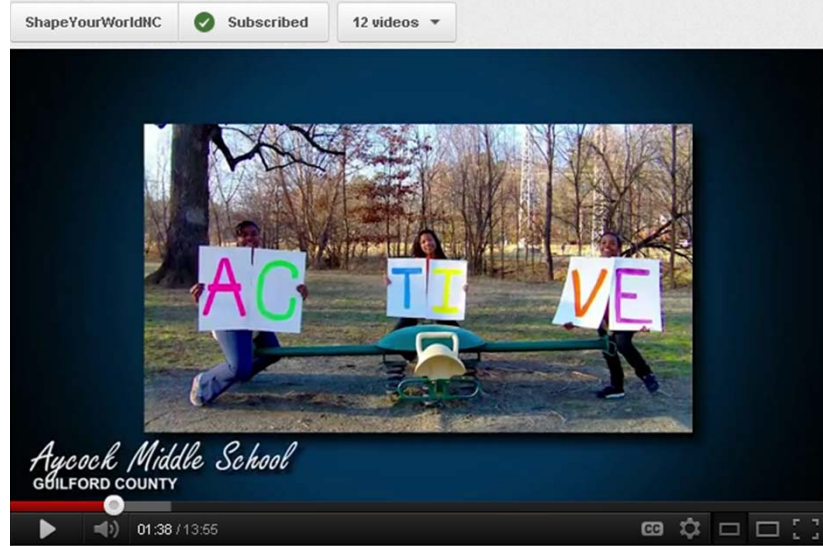 ShapeYourWorldNC Subscribed 12 videos
AC TI VE
Aycock Middle School
GUILFORD COUNTY
01:38 / 13:55 CC